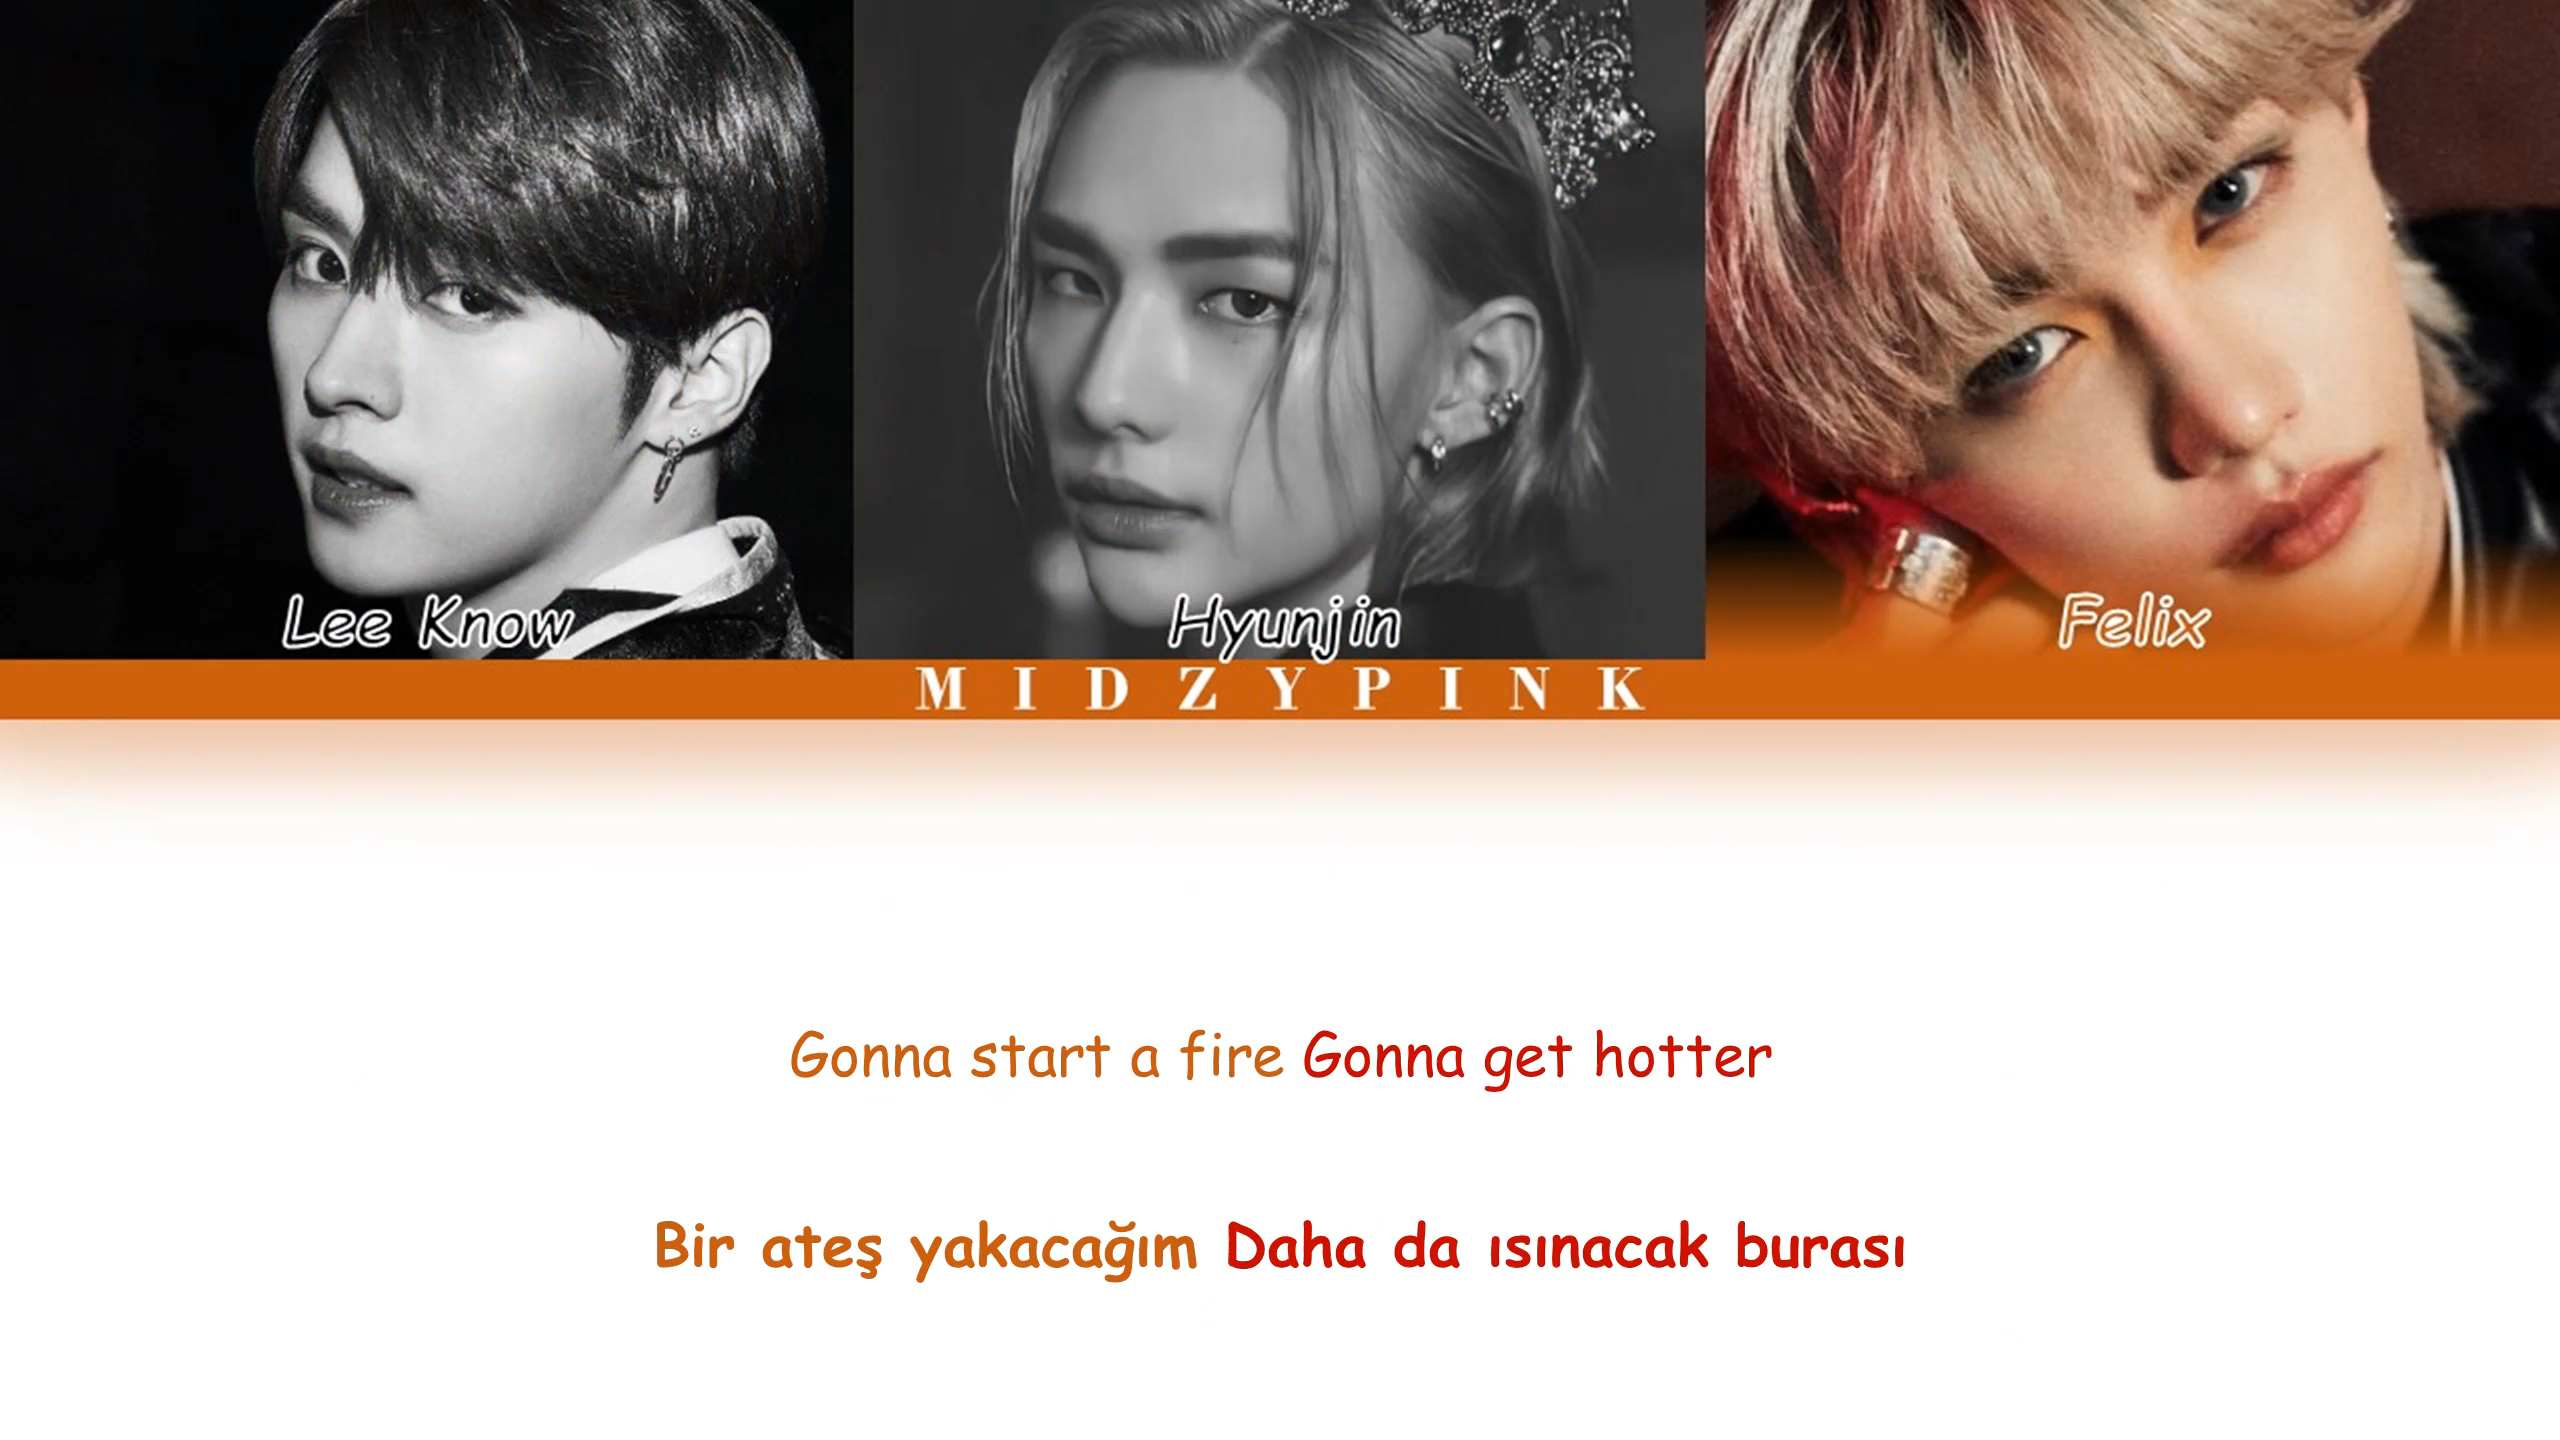 Lee Know Hyunjin Felix
MIDZYPINK
Gonna start a fire Gonna get hotter
Bir ateş yakacağım Daha da ısınacak burası